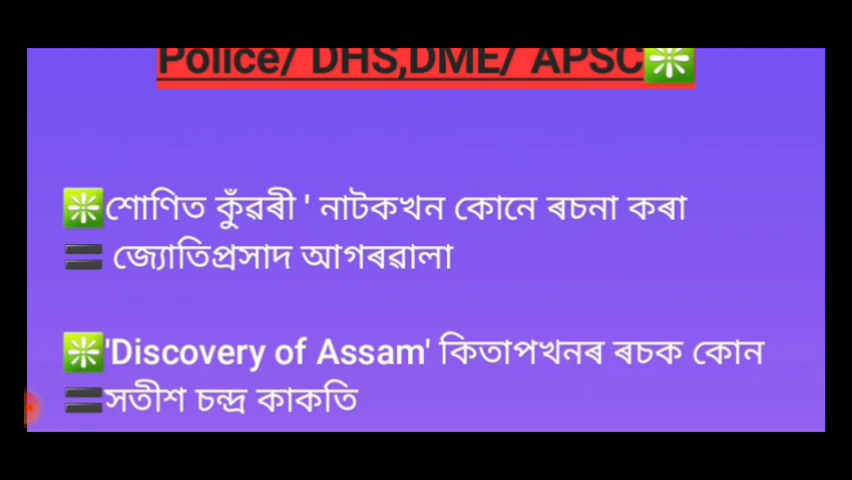 Police/ DHS,DME/ APSC❇️
❇️শোণিত কুঁৱৰী ' নাটকখন কোনে ৰচনা কৰা
🟰 জ্যোতিপ্ৰসাদ আগৰৱালা
❇️'Discovery of Assam' কিতাপখনৰ ৰচক কোন
🟰সতীশ চন্দ্ৰ কাকতি